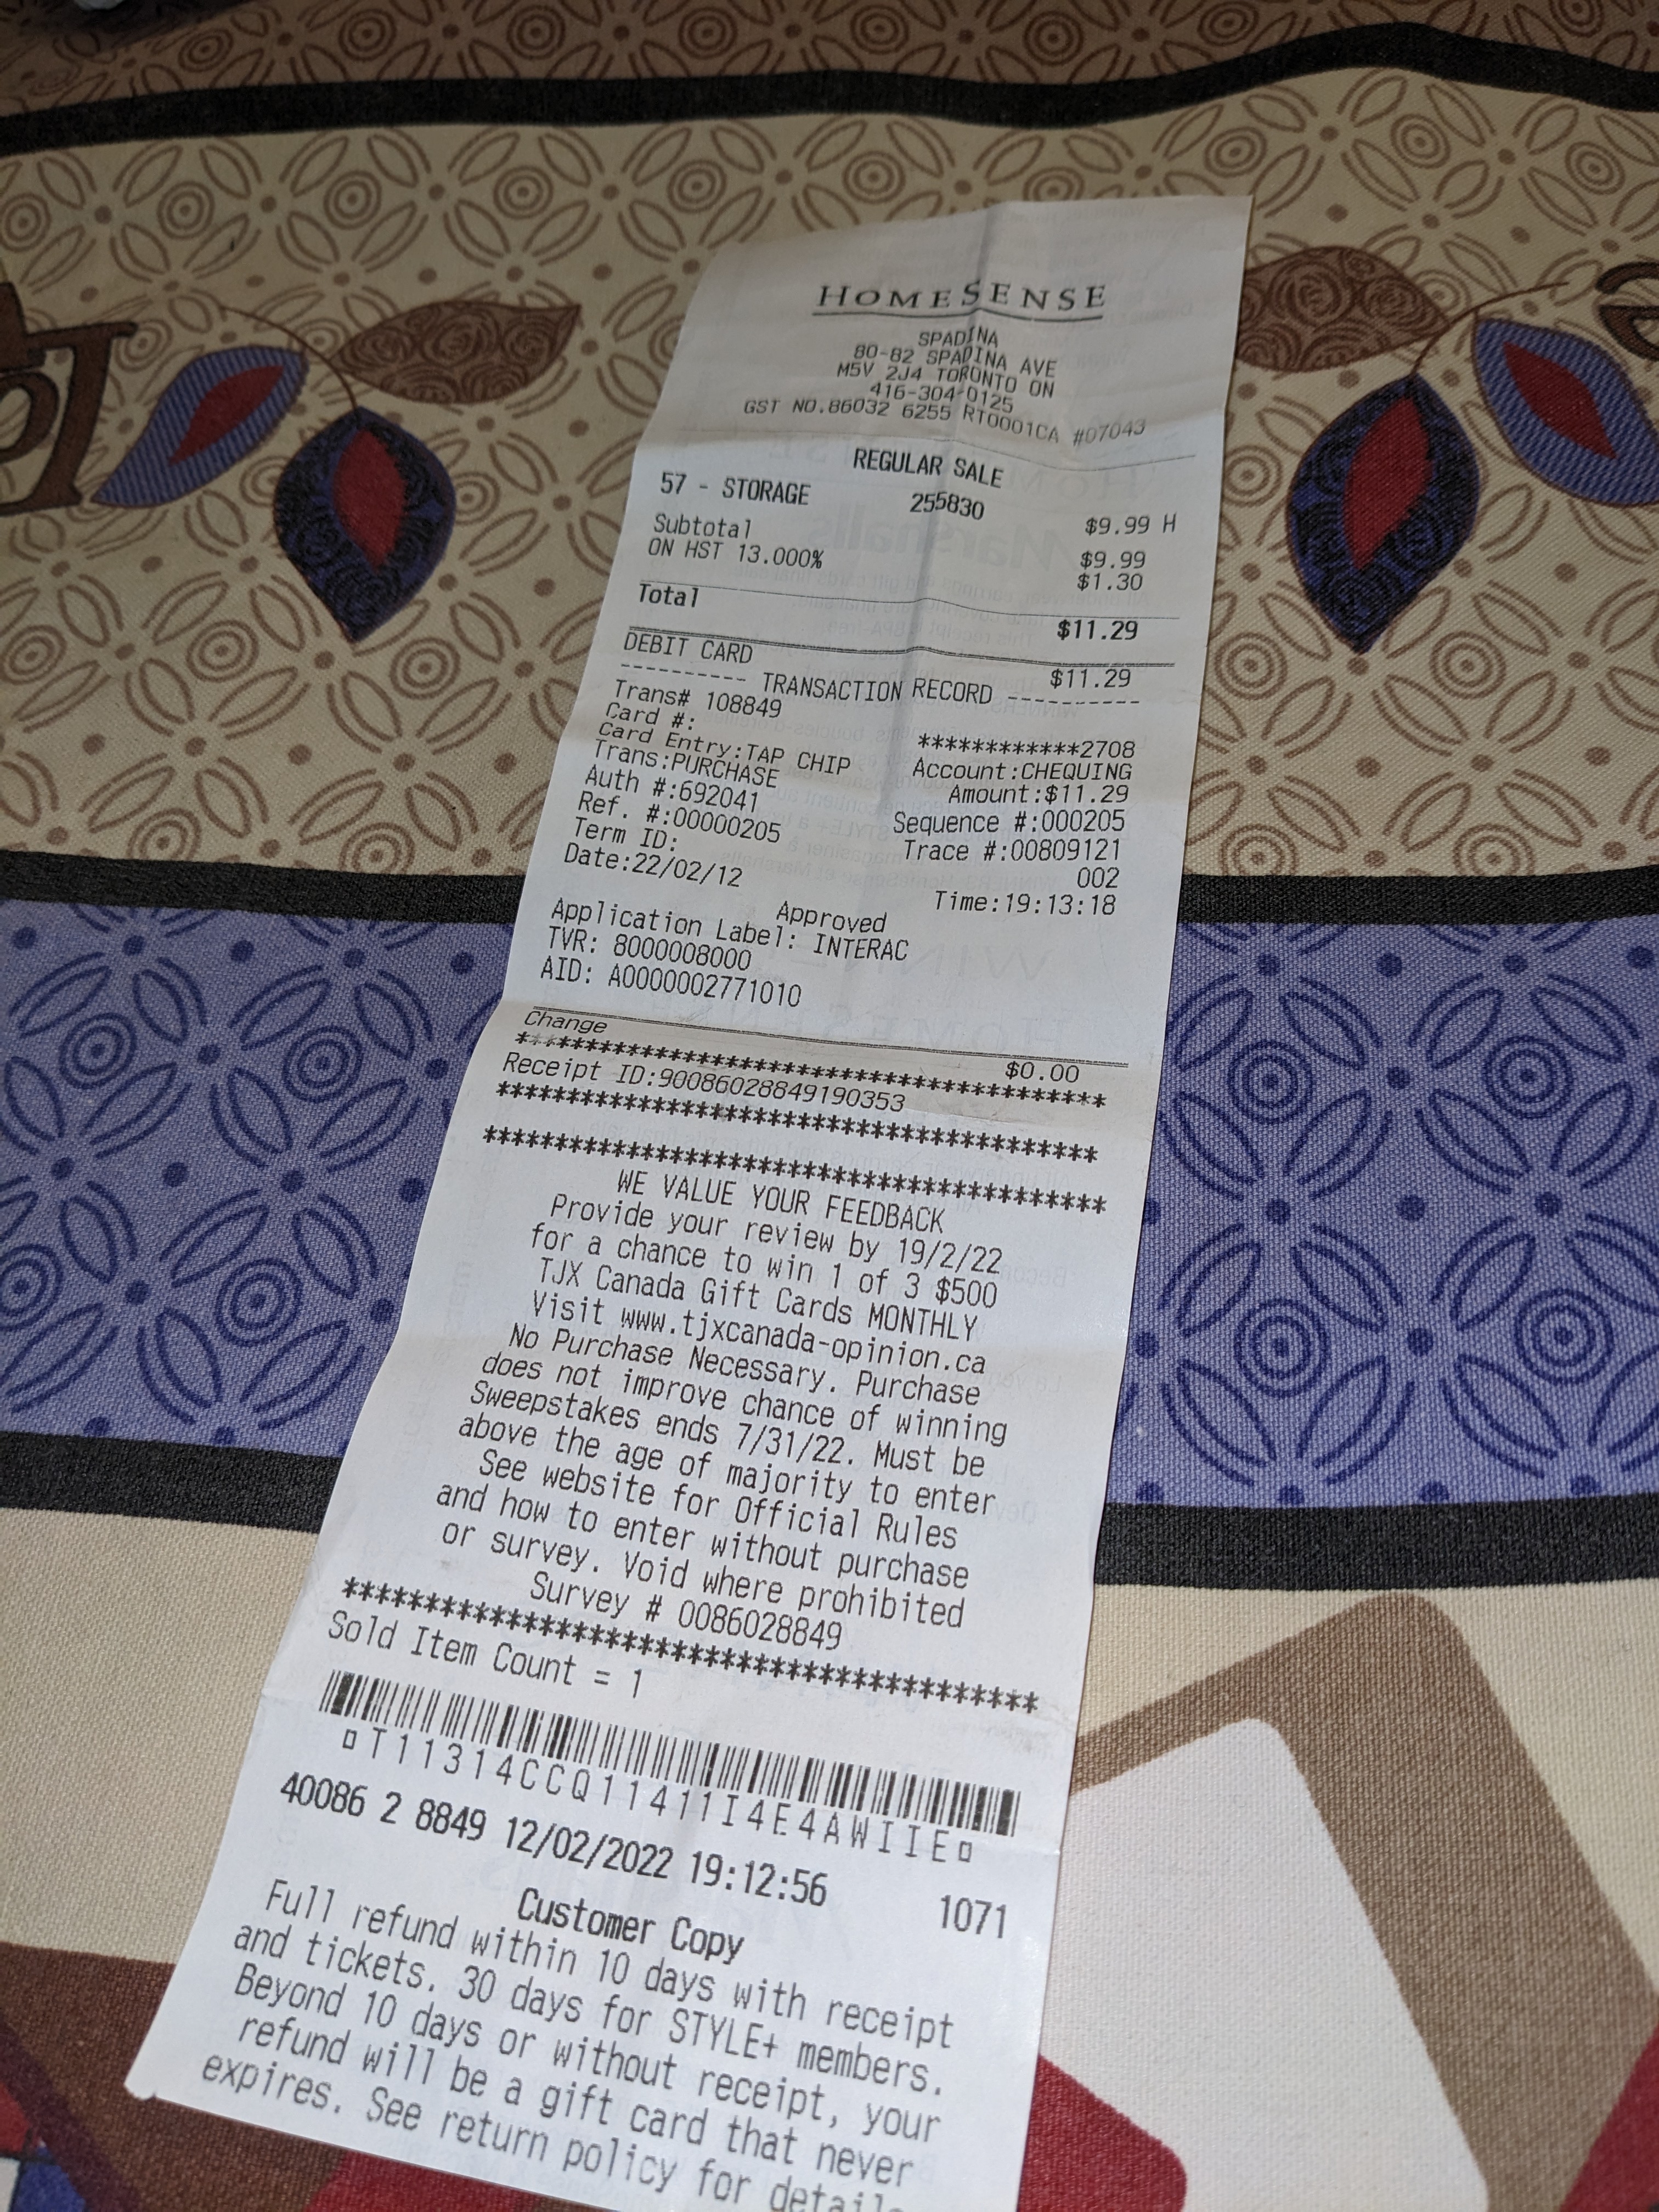 HOMESENSE
SPADINA
80-82 SPADINA AVE
M5V 2J4 TORONTO ON
416-304-0125
GST NO.86032 6255 RT0001CA #07043
REGULAR SALE
57 - STORAGE 255830 $9.99 H
Subtotal $9.99
ON HST 13.000% $1.30
Total $11.29
DEBIT CARD $11.29
--------- TRANSACTION RECORD ----------
Trans# 108849
Card #: ************2708
Card Entry:TAP CHIP Account:CHEQUING
Trans:PURCHASE Amount:$11.29
Auth #:692041 Sequence #:000205
Ref. #:00000205 Trace #:00809121
Term ID: 002
Date:22/02/12 Time:19:13:18
Approved
Application Label: INTERAC
TVR: 8000008000
AID: A0000002771010
Change $0.00
******************************************
Receipt ID:90086028849190353
******************************************
******************************************
WE VALUE YOUR FEEDBACK
Provide your review by 19/2/22
for a chance to win 1 of 3 $500
TJX Canada Gift Cards MONTHLY
Visit www.tjxcanada-opinion.ca
No Purchase Necessary. Purchase
does not improve chance of winning
Sweepstakes ends 7/31/22. Must be
above the age of majority to enter
See website for Official Rules
and how to enter without purchase
or survey. Void where prohibited
Survey # 0086028849
******************************************
Sold Item Count = 1
¤T11314CCQ11411I4E4AWIIE¤
40086 2 8849 12/02/2022 19:12:56 1071
Customer Copy
Full refund within 10 days with receipt
and tickets. 30 days for STYLE+ members.
Beyond 10 days or without receipt, your
refund will be a gift card that never
expires. See return policy for details